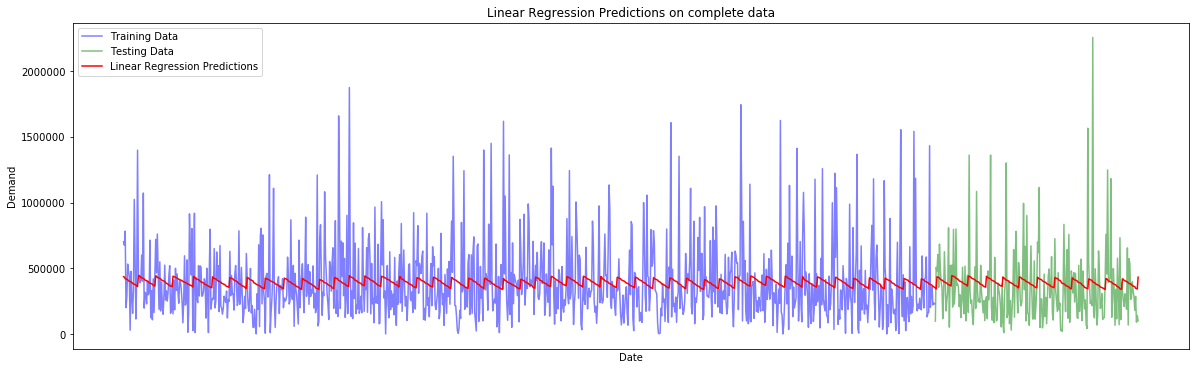 Linear Regression Predictions on complete data
Training Data
Testing Data
Linear Regression Predictions
2000000
1500000
1000000
500000
0
Demand
Date